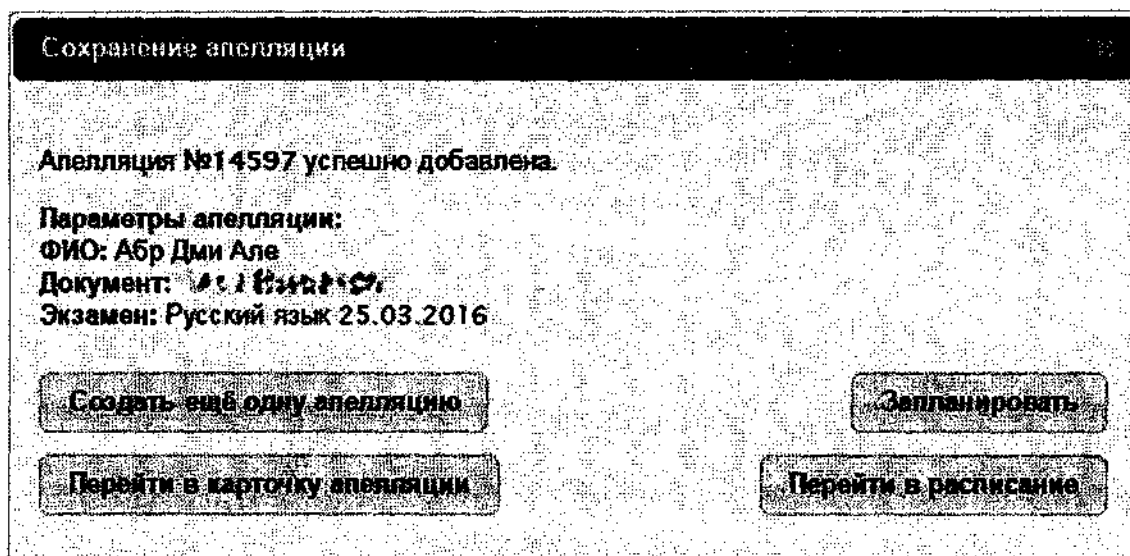 Сохранение апелляции
Апелляция №14597 успешно добавлена.
Параметры апелляции:
ФИО: Абр Дми Але
Документ:
Экзамен: Русский язык 25.03.2016
Создать ещё одну апелляцию
Запланировать
Перейти в карточку апелляции
Перейти в расписание